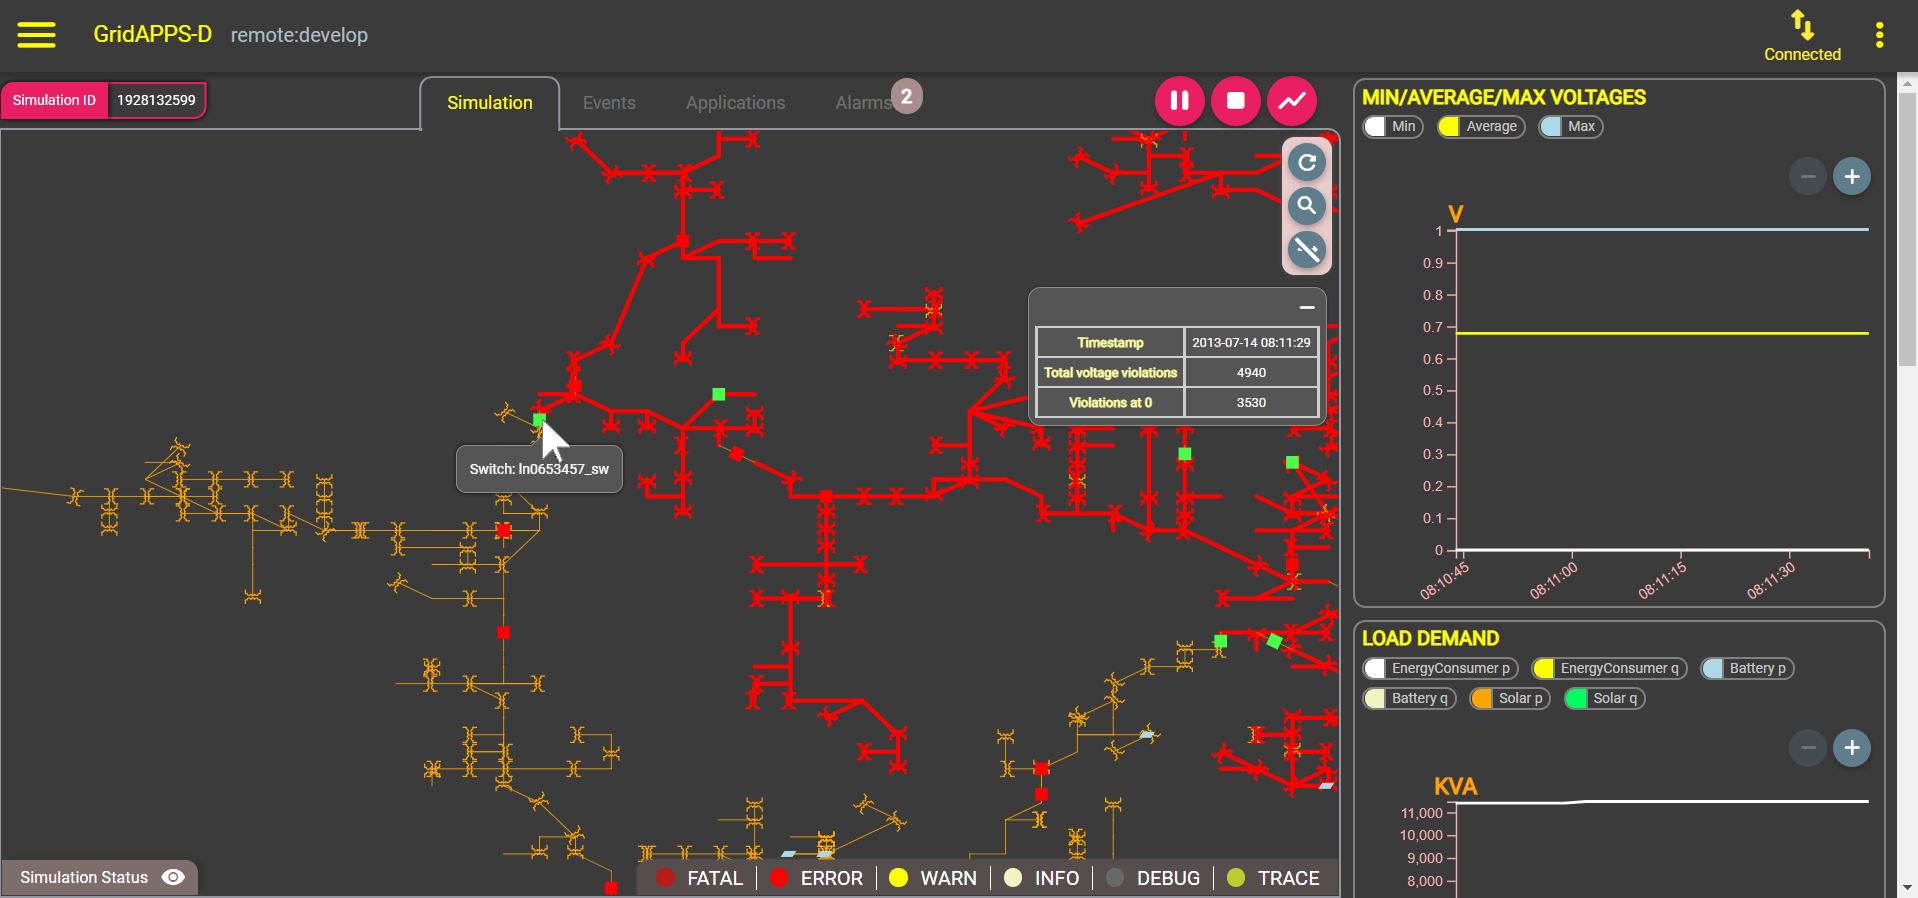 GridAPPS-D remote:develop
Connected
Simulation ID 1928132599
Simulation Events Applications Alarms 2
Timestamp 2013-07-14 08:11:29
Total voltage violations 4940
Violations at 0 3530
Switch: ln0653457_sw
Simulation Status
FATAL ERROR WARN INFO DEBUG TRACE
MIN/AVERAGE/MAX VOLTAGES
Min Average Max
V
1
0.9
0.8
0.7
0.6
0.5
0.4
0.3
0.2
0.1
0
08:10:45 08:11:00 08:11:15 08:11:30
LOAD DEMAND
EnergyConsumer p EnergyConsumer q Battery p
Battery q Solar p Solar q
KVA
11,000
10,000
9,000
8,000